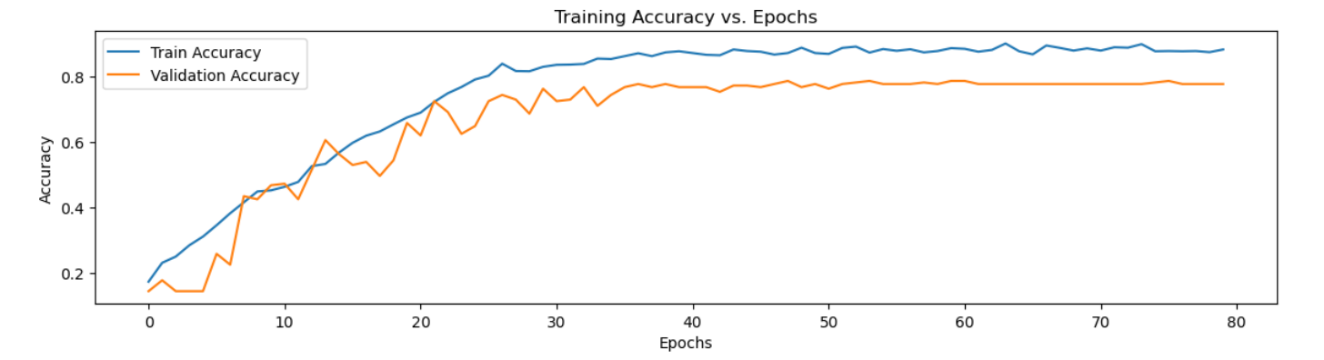 Training Accuracy vs. Epochs
Train Accuracy
Validation Accuracy
Accuracy
0.8
0.6
0.4
0.2
0 10 20 30 40 50 60 70 80
Epochs